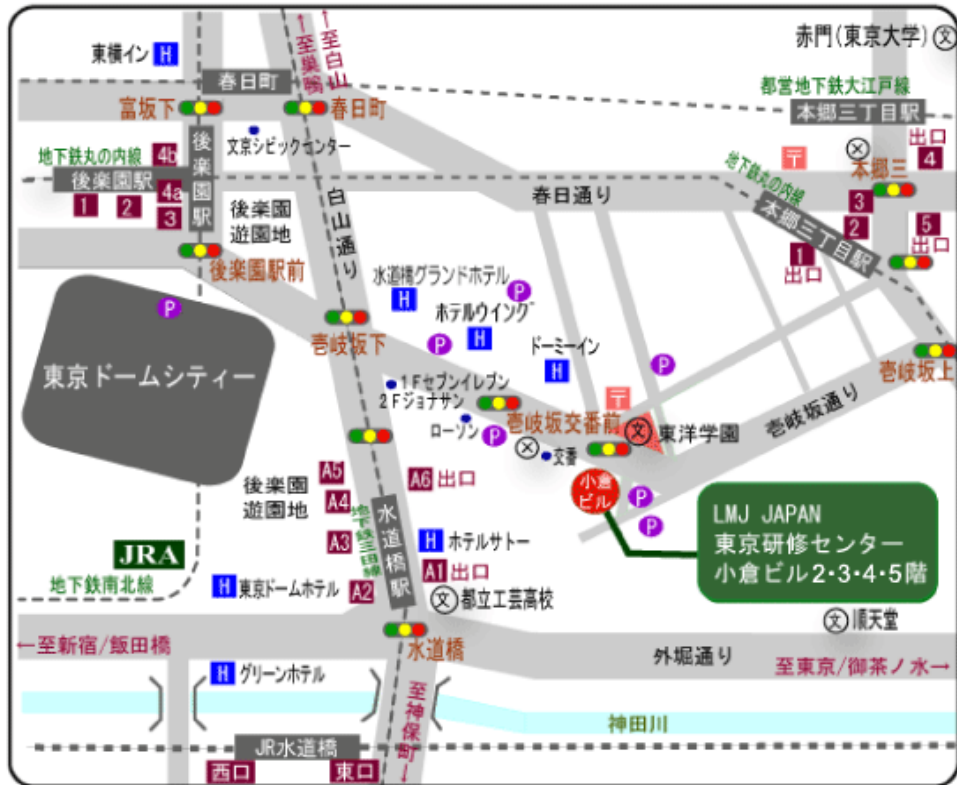 ←至巣鴨
←至白山
赤門(東京大学)
文
東横イン
H
春日町
都営地下鉄大江戸線
富坂下
春日町
本郷三丁目駅
出口
4
文京シビックセンター
地下鉄丸の内線
4b
後楽園駅
後楽園駅
4a
1
2
3
〒
本郷三
地下鉄丸の内線
春日通り
3
2
5
出口
本郷三丁目駅
1
出口
後楽園
遊園地
白山通り
後楽園駅前
水道橋グランドホテル
H
P
P
ホテルウイング
H
壱岐坂下
P
ドーミーイン
H
P
壱岐坂上
東京ドームシティー
1Fセブンイレブン
2Fジョナサン
〒
壱岐坂通り
ローソン
P
壱岐坂交番前
文
東洋学園
交番
A5
A6
出口
後楽園
遊園地
A4
小倉
ビル
P
P
地下鉄三田線
水道橋駅
A3
LMJ JAPAN
東京研修センター
小倉ビル2・3・4・5階
JRA
H
ホテルサトー
地下鉄南北線
A1
出口
H
東京ドームホテル
A2
文
都立工芸高校
文
順天堂
←至新宿/飯田橋
水道橋
外堀通り
至東京/御茶ノ水→
H
グリーンホテル
至神保町→
神田川
JR水道橋
西口
東口